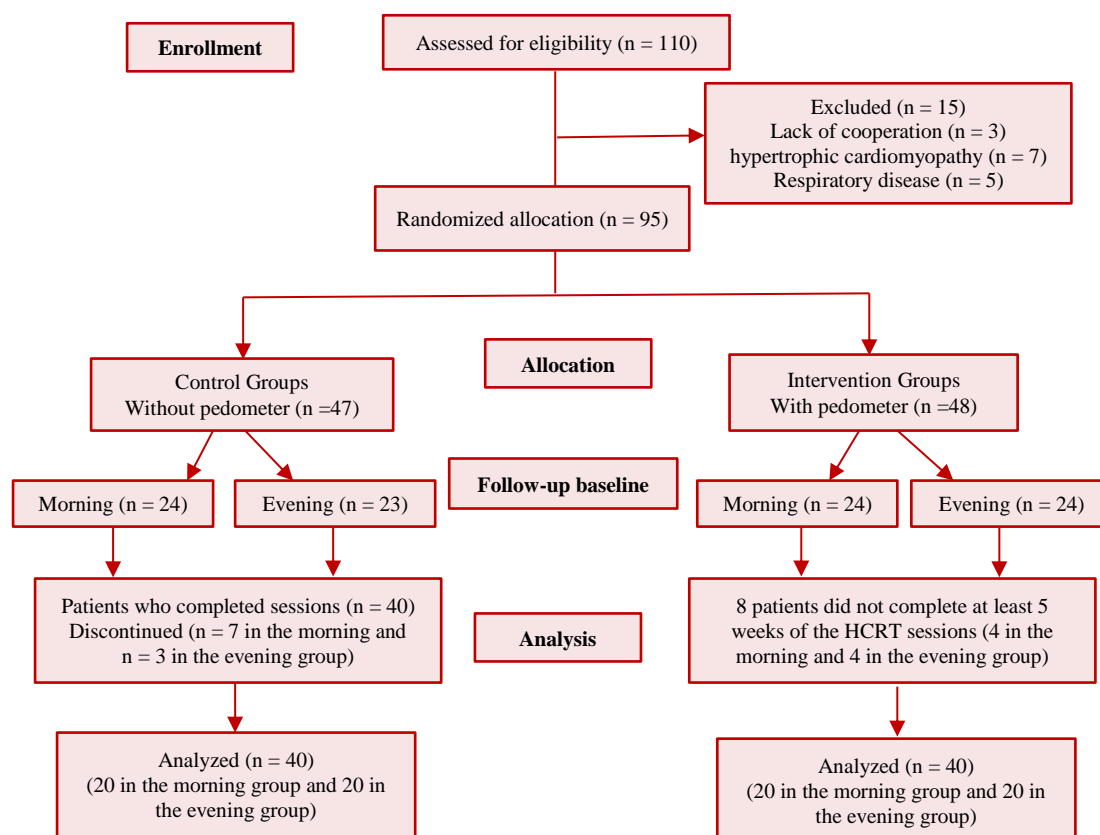 Enrollment
Assessed for eligibility (n = 110)
Excluded (n = 15)
Lack of cooperation (n = 3)
hypertrophic cardiomyopathy (n = 7)
Respiratory disease (n = 5)
Randomized allocation (n = 95)
Allocation
Control Groups
Without pedometer (n =47)
Intervention Groups
With pedometer (n =48)
Follow-up baseline
Morning (n = 24)
Evening (n = 23)
Morning (n = 24)
Evening (n = 24)
Analysis
Patients who completed sessions (n = 40)
Discontinued (n = 7 in the morning and
n = 3 in the evening group)
8 patients did not complete at least 5
weeks of the HCRT sessions (4 in the
morning and 4 in the evening group)
Analyzed (n = 40)
(20 in the morning group and 20 in
the evening group)
Analyzed (n = 40)
(20 in the morning group and 20 in
the evening group)